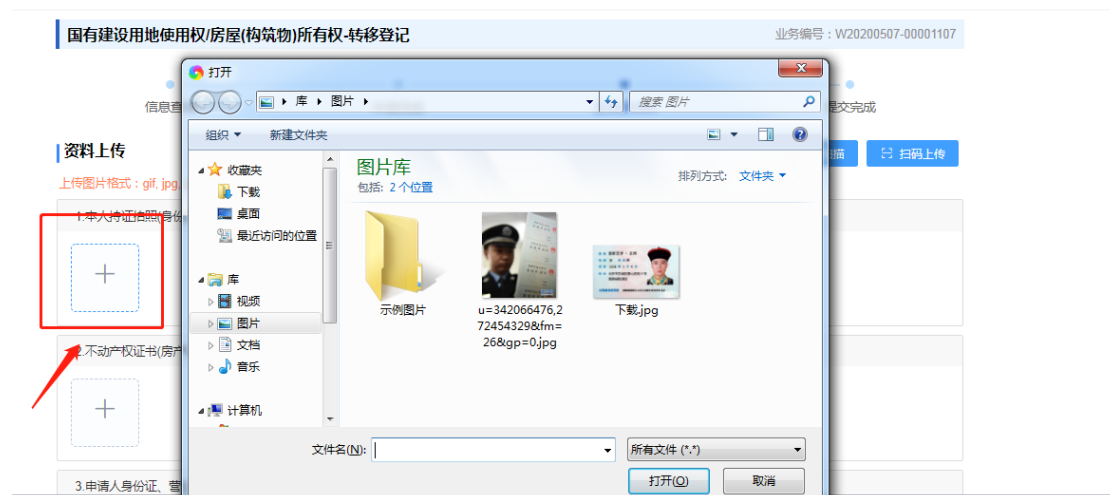 国有建设用地使用权/房屋(构筑物)所有权-转移登记
业务编号：W20200507-00001107
打开
信息查
提交完成
库 图片
搜索 图片
组织 新建文件夹
资料上传
扫码上传
上传图片格式：gif, jpg,
收藏夹
下载
桌面
最近访问的位置
库
视频
图片
文档
音乐
计算机
图片库
包括: 2 个位置
排列方式: 文件夹
1.本人持证拍照(身份
示例图片
u=342066476,2
72454329&fm=
26&gp=0.jpg
下载.jpg
2.不动产权证书(房产
文件名(N):
所有文件 (*.*)
打开(O)
取消
3.申请人身份证、营